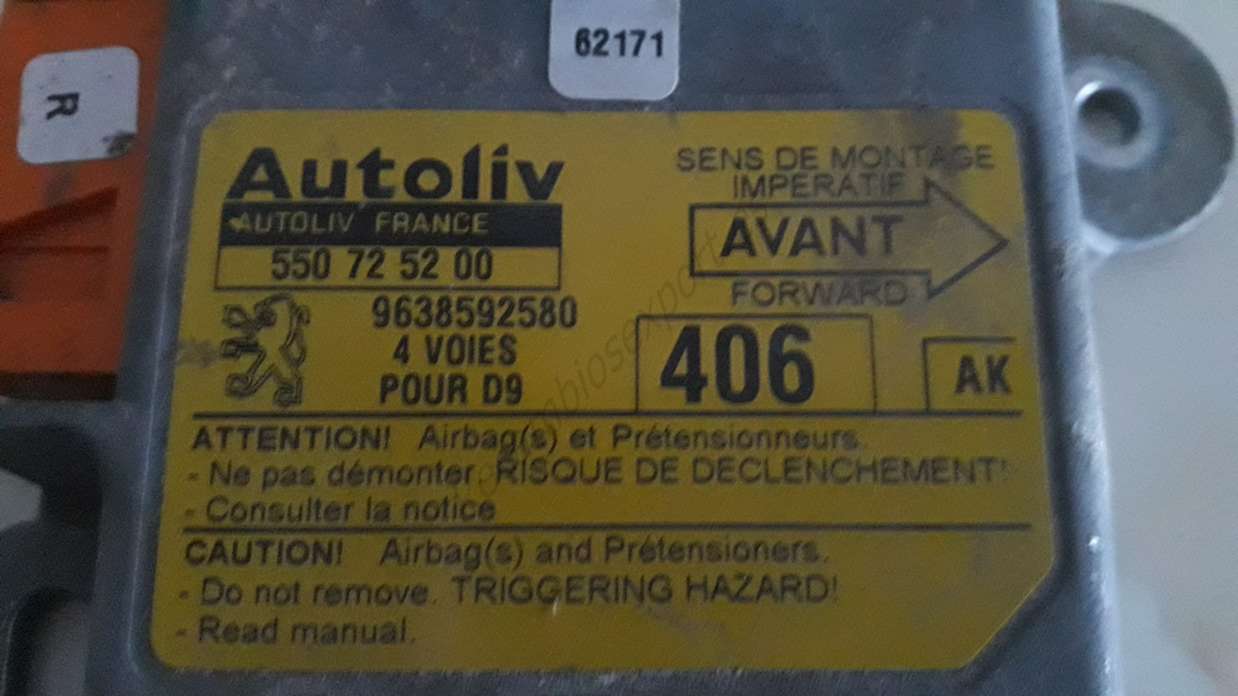 62171
R
Autoliv
AUTOLIV FRANCE
550 72 52 00
9638592580
4 VOIES
POUR D9
SENS DE MONTAGE
IMPERATIF
AVANT
FORWARD
406
AK
ATTENTION! Airbag(s) et Prétensionneurs.
- Ne pas démonter. RISQUE DE DECLENCHEMENT!
- Consulter la notice
CAUTION! Airbag(s) and Prétensioners.
- Do not remove. TRIGGERING HAZARD!
- Read manual.